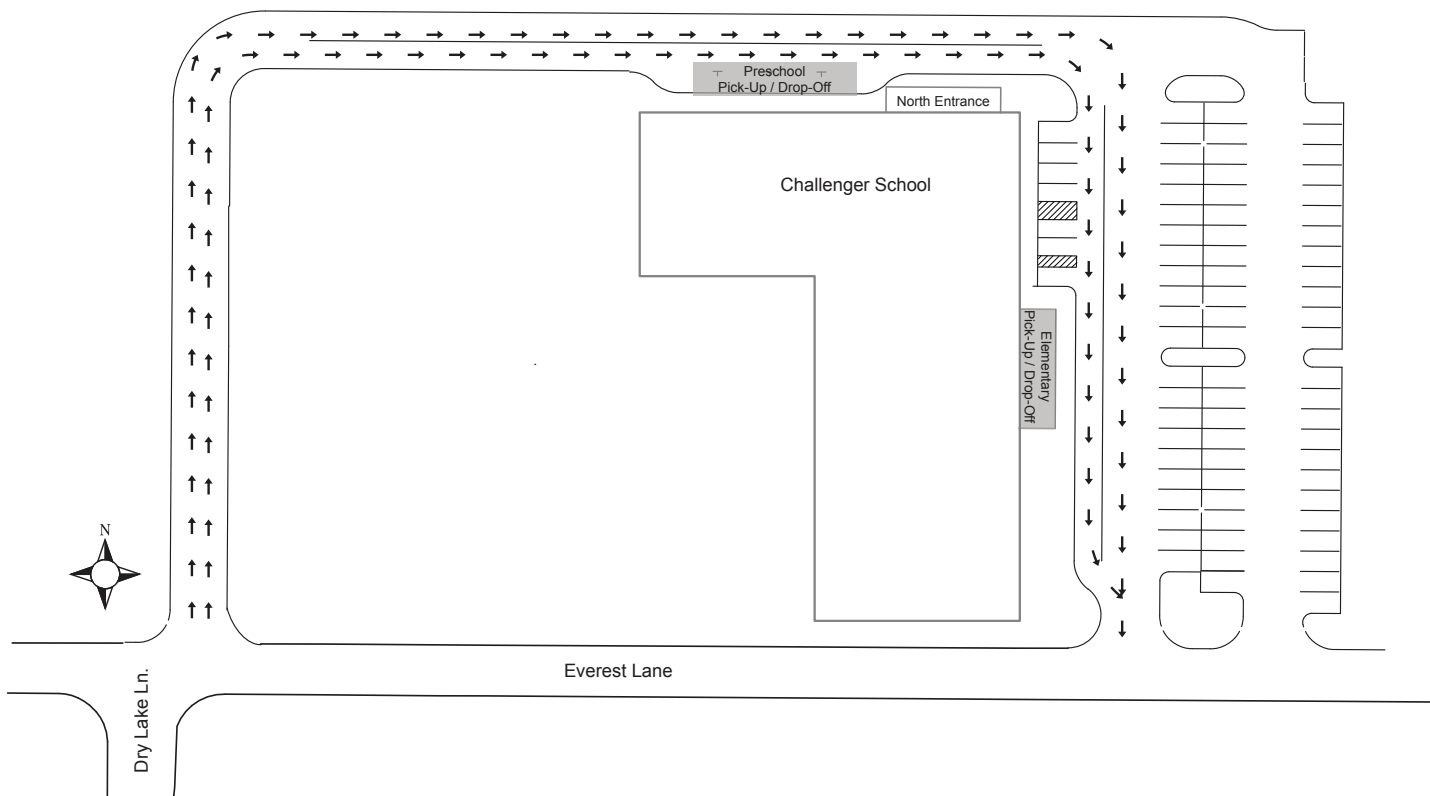 Preschool
Pick-Up / Drop-Off
North Entrance
Challenger School
Elementary
Pick-Up / Drop-Off
N
Everest Lane
Dry Lake Ln.